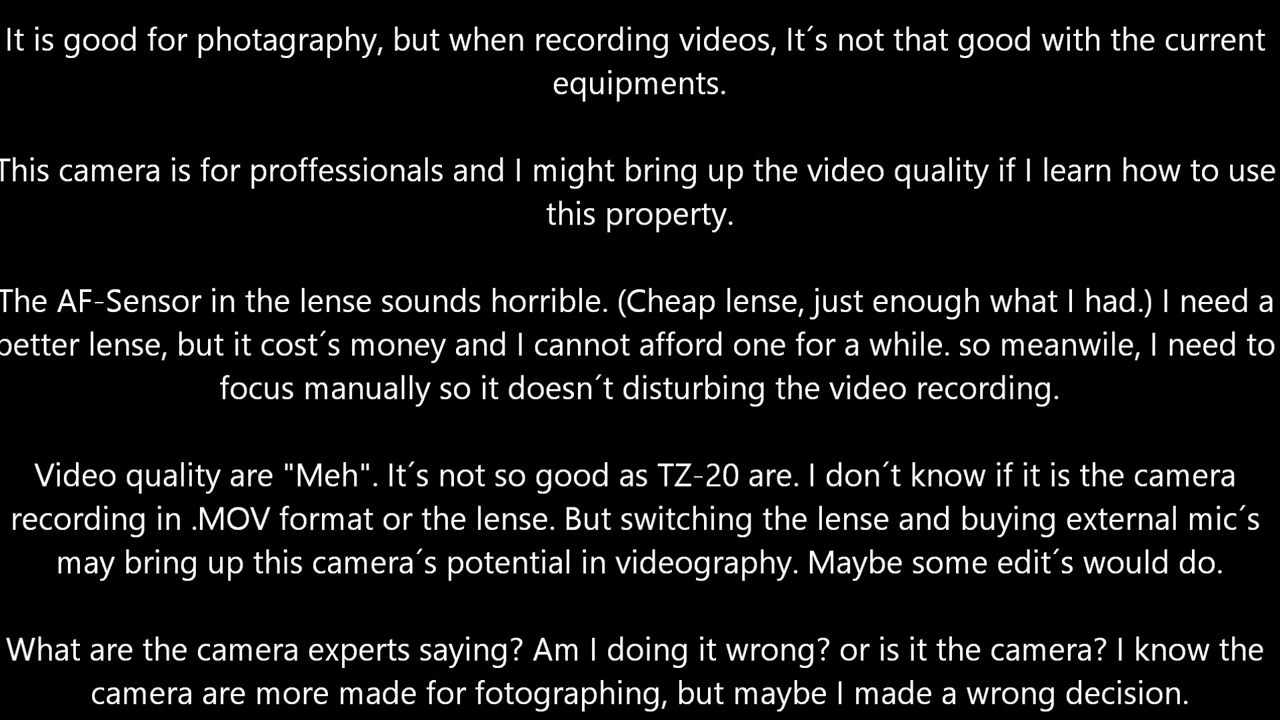 It is good for photagraphy, but when recording videos, It´s not that good with the current
equipments.
This camera is for proffessionals and I might bring up the video quality if I learn how to use
this property.
The AF-Sensor in the lense sounds horrible. (Cheap lense, just enough what I had.) I need a
better lense, but it cost´s money and I cannot afford one for a while. so meanwile, I need to
focus manually so it doesn´t disturbing the video recording.
Video quality are "Meh". It´s not so good as TZ-20 are. I don´t know if it is the camera
recording in .MOV format or the lense. But switching the lense and buying external mic´s
may bring up this camera´s potential in videography. Maybe some edit´s would do.
What are the camera experts saying? Am I doing it wrong? or is it the camera? I know the
camera are more made for fotographing, but maybe I made a wrong decision.